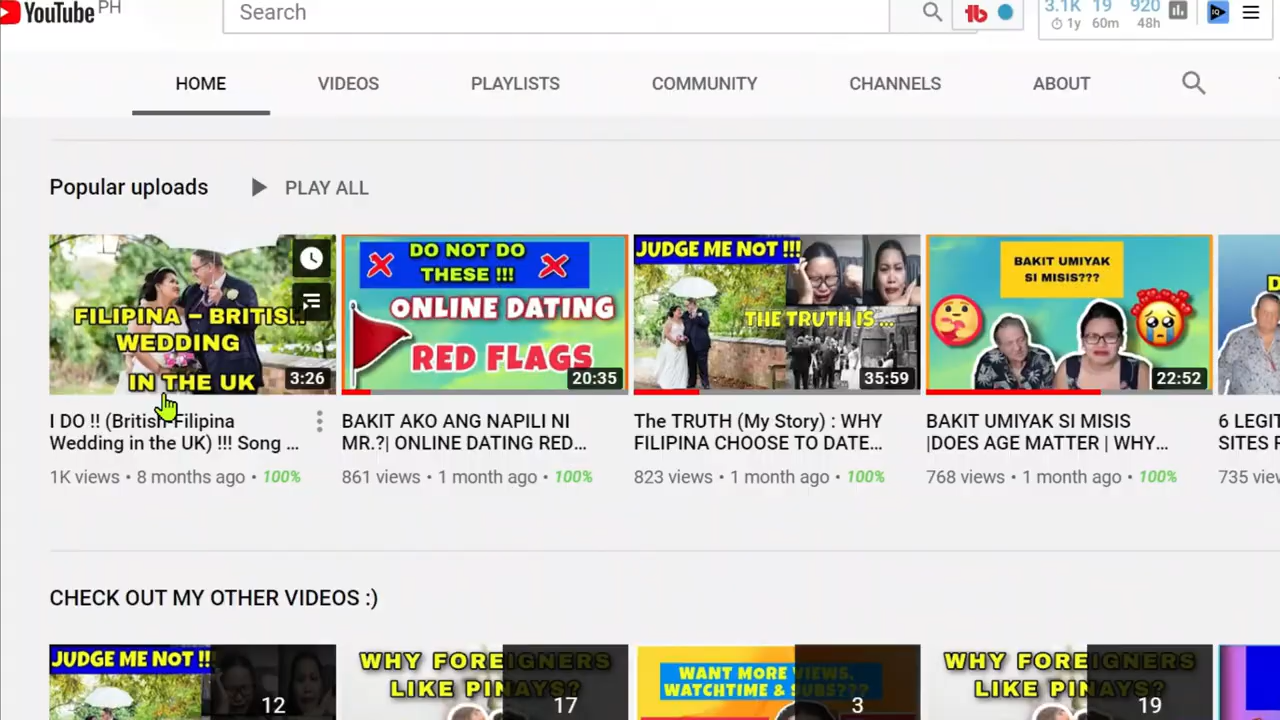 YouTube PH
Search
3.1K 19 920
1y 60m 48h
HOME VIDEOS PLAYLISTS COMMUNITY CHANNELS ABOUT
Popular uploads PLAY ALL
FILIPINA – BRITISH
WEDDING
IN THE UK
3:26
I DO !! (British Filipina
Wedding in the UK) !!! Song ...
1K views • 8 months ago • 100%
DO NOT DO
THESE !!!
ONLINE DATING
RED FLAGS
20:35
BAKIT AKO ANG NAPILI NI
MR.?| ONLINE DATING RED...
861 views • 1 month ago • 100%
JUDGE ME NOT !!!
THE TRUTH IS ...
35:59
The TRUTH (My Story) : WHY
FILIPINA CHOOSE TO DATE...
823 views • 1 month ago • 100%
BAKIT UMIYAK
SI MISIS???
22:52
BAKIT UMIYAK SI MISIS
|DOES AGE MATTER | WHY...
768 views • 1 month ago • 100%
6 LEGIT
SITES
735
CHECK OUT MY OTHER VIDEOS :)
JUDGE ME NOT !!!
12
WHY FOREIGNERS
LIKE PINAYS?
17
WANT MORE VIEWS,
WATCHTIME & SUBS???
3
WHY FOREIGNERS
LIKE PINAYS?
19